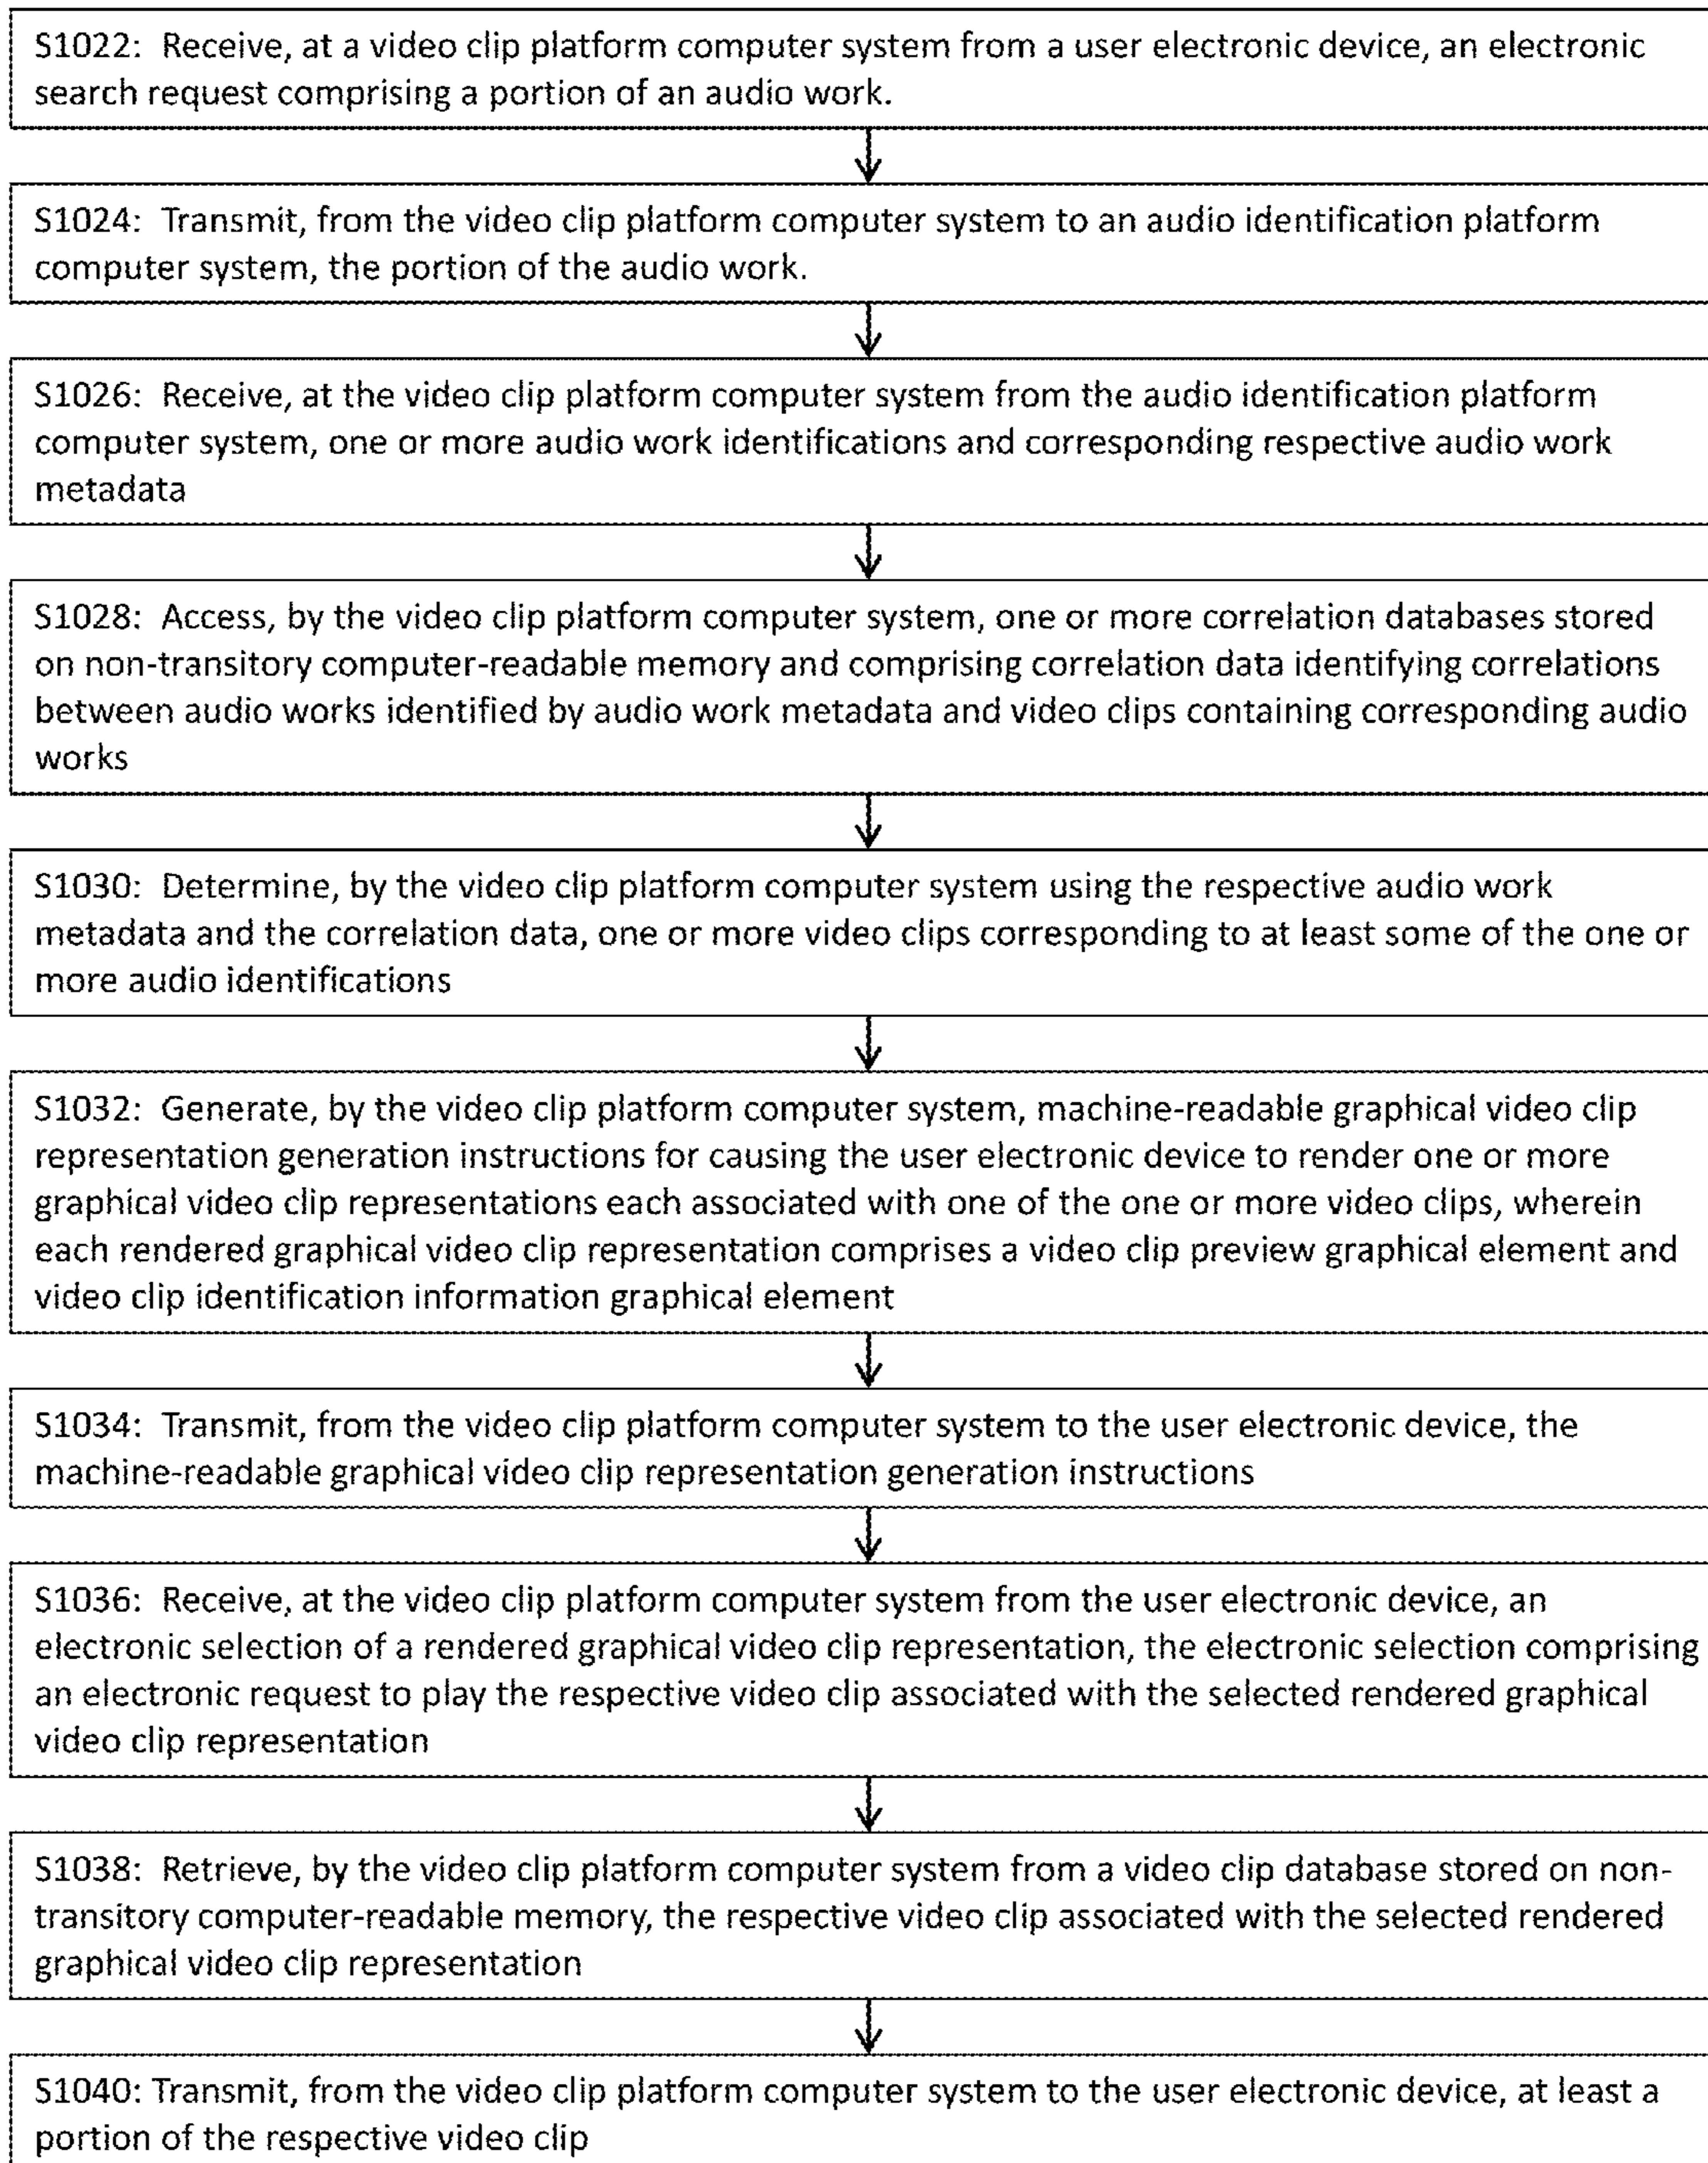 S1022: Receive, at a video clip platform computer system from a user electronic device, an electronic
search request comprising a portion of an audio work.
S1024: Transmit, from the video clip platform computer system to an audio identification platform
computer system, the portion of the audio work.
S1026: Receive, at the video clip platform computer system from the audio identification platform
computer system, one or more audio work identifications and corresponding respective audio work
metadata
S1028: Access, by the video clip platform computer system, one or more correlation databases stored
on non-transitory computer-readable memory and comprising correlation data identifying correlations
between audio works identified by audio work metadata and video clips containing corresponding audio
works
S1030: Determine, by the video clip platform computer system using the respective audio work
metadata and the correlation data, one or more video clips corresponding to at least some of the one or
more audio identifications
S1032: Generate, by the video clip platform computer system, machine-readable graphical video clip
representation generation instructions for causing the user electronic device to render one or more
graphical video clip representations each associated with one of the one or more video clips, wherein
each rendered graphical video clip representation comprises a video clip preview graphical element and
video clip identification information graphical element
S1034: Transmit, from the video clip platform computer system to the user electronic device, the
machine-readable graphical video clip representation generation instructions
S1036: Receive, at the video clip platform computer system from the user electronic device, an
electronic selection of a rendered graphical video clip representation, the electronic selection comprising
an electronic request to play the respective video clip associated with the selected rendered graphical
video clip representation
S1038: Retrieve, by the video clip platform computer system from a video clip database stored on non-
transitory computer-readable memory, the respective video clip associated with the selected rendered
graphical video clip representation
S1040: Transmit, from the video clip platform computer system to the user electronic device, at least a
portion of the respective video clip